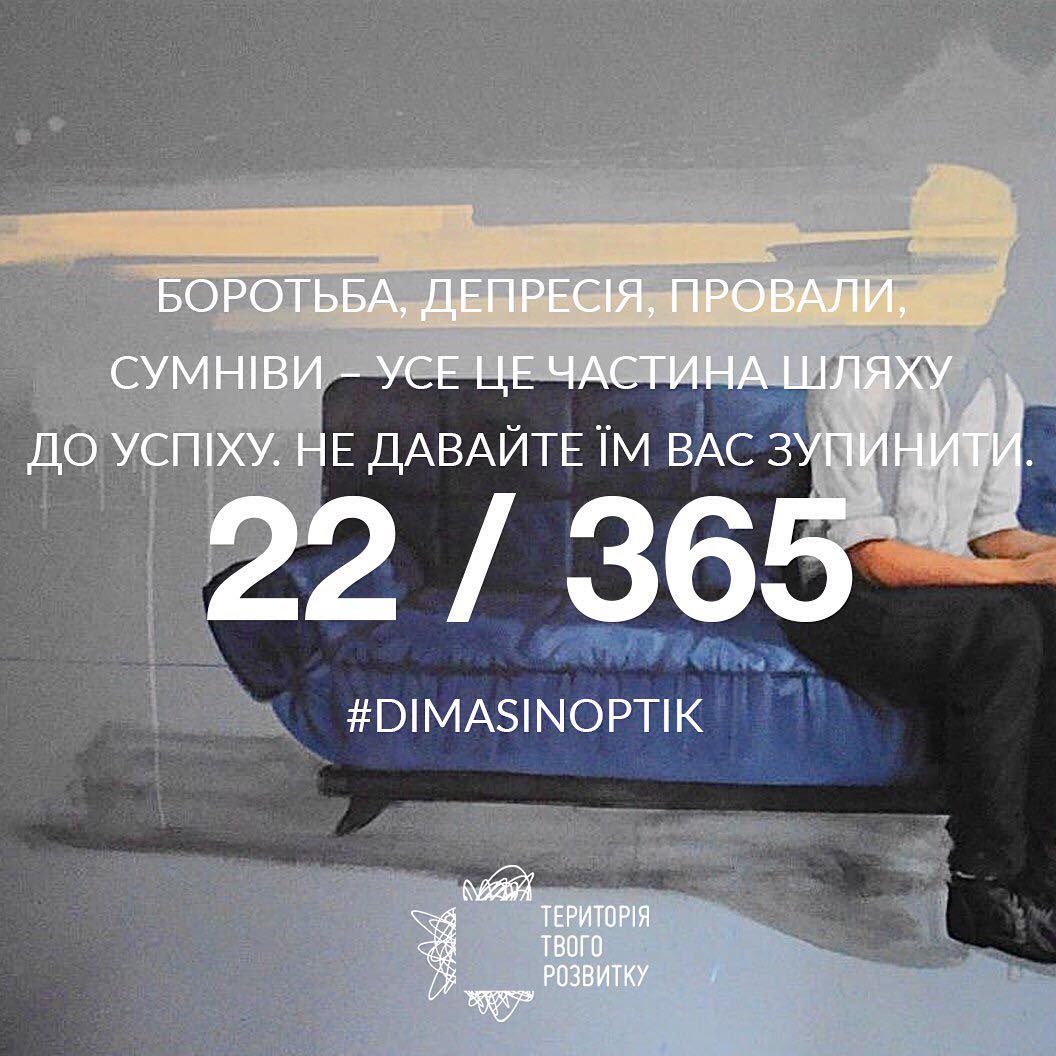 БОРОТЬБА, ДЕПРЕСІЯ, ПРОВАЛИ,
СУМНІВИ – УСЕ ЦЕ ЧАСТИНА ШЛЯХУ
ДО УСПІХУ. НЕ ДАВАЙТЕ ЇМ ВАС ЗУПИНИТИ.
22 / 365
#DIMASINOPTIK
ТЕРИТОРІЯ
ТВОГО
РОЗВИТКУ